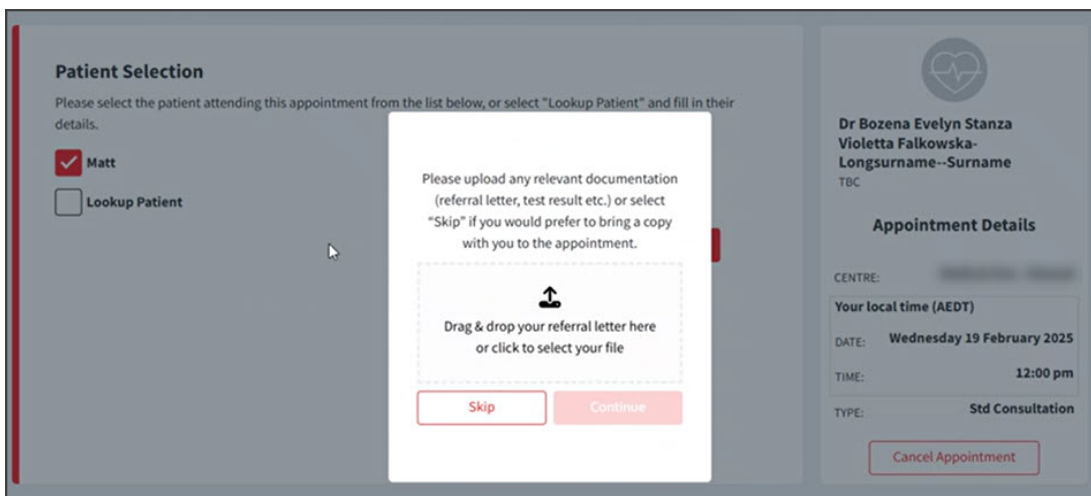 Patient Selection
Please select the patient attending this appointment from the list below, or select "Lookup Patient" and fill in their
details.
Matt
Lookup Patient
Please upload any relevant documentation
(referral letter, test result etc.) or select
“Skip” if you would prefer to bring a copy
with you to the appointment.
Drag & drop your referral letter here
or click to select your file
Skip
Continue
Dr Bozena Evelyn Stanza
Violetta Falkowska-
Longsurname--Surname
TBC
Appointment Details
CENTRE:
Your local time (AEDT)
DATE: Wednesday 19 February 2025
TIME: 12:00 pm
TYPE: Std Consultation
Cancel Appointment